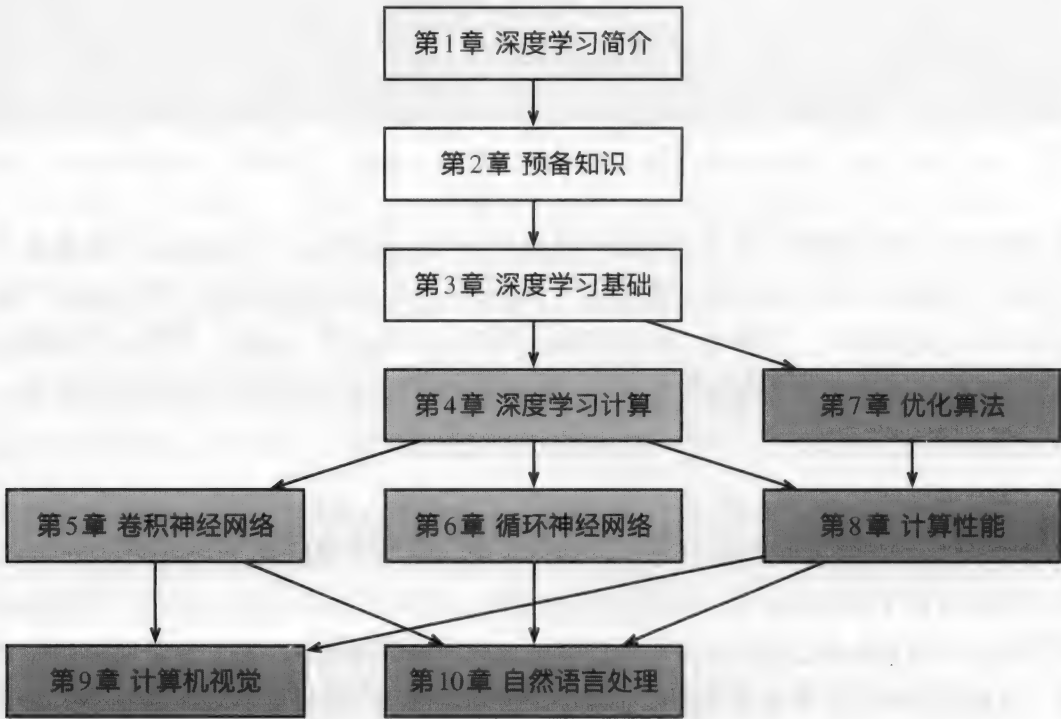 第1章 深度学习简介
第2章 预备知识
第3章 深度学习基础
第4章 深度学习计算
第7章 优化算法
第5章 卷积神经网络
第6章 循环神经网络
第8章 计算性能
第9章 计算机视觉
第10章 自然语言处理